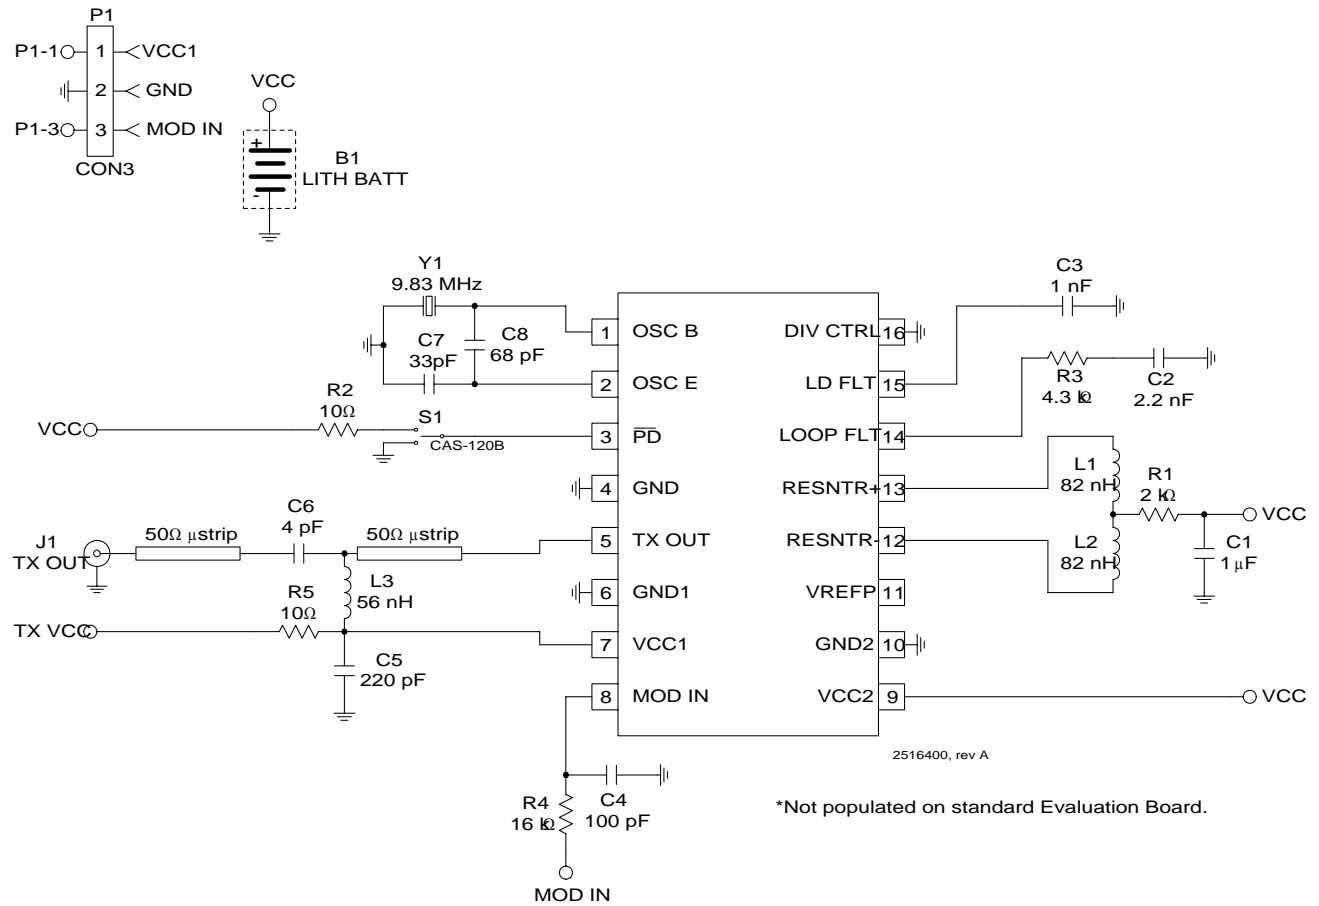 P1
P1-1
1
VCC1
2
GND
P1-3
3
MOD IN
CON3
VCC
+
-
B1
LITH BATT
Y1
9.83 MHz
C7
33pF
C8
68 pF
R2
10Ω
VCC
S1
CAS-120B
C6
4 pF
50Ω μstrip
50Ω μstrip
J1
TX OUT
L3
56 nH
R5
10Ω
TX VCC
C5
220 pF
1
OSC B
2
OSC E
3
PD
4
GND
5
TX OUT
6
GND1
7
VCC1
8
MOD IN
DIV CTRL
16
LD FLT
15
LOOP FLT
14
RESNTR+
13
RESNTR-
12
VREFP
11
GND2
10
VCC2
9
C3
1 nF
R3
4.3 kΩ
C2
2.2 nF
L1
82 nH
R1
2 kΩ
VCC
L2
82 nH
C1
1 μF
VCC
2516400, rev A
R4
16 kΩ
C4
100 pF
MOD IN
*Not populated on standard Evaluation Board.